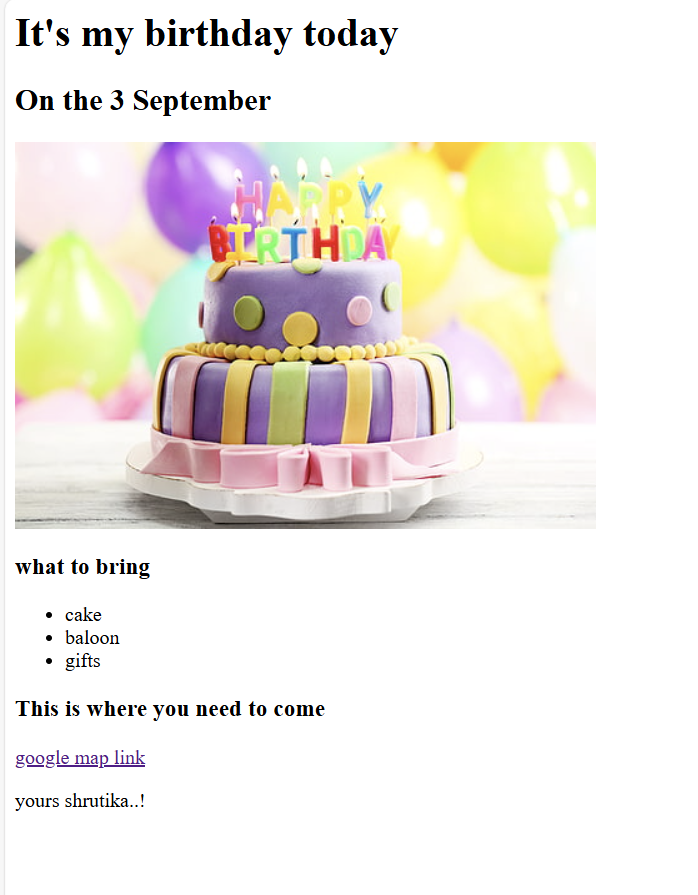 It's my birthday today
On the 3 September
HAPPY
BIRTHDAY
what to bring
cake
baloon
gifts
This is where you need to come
google map link
yours shrutika..!